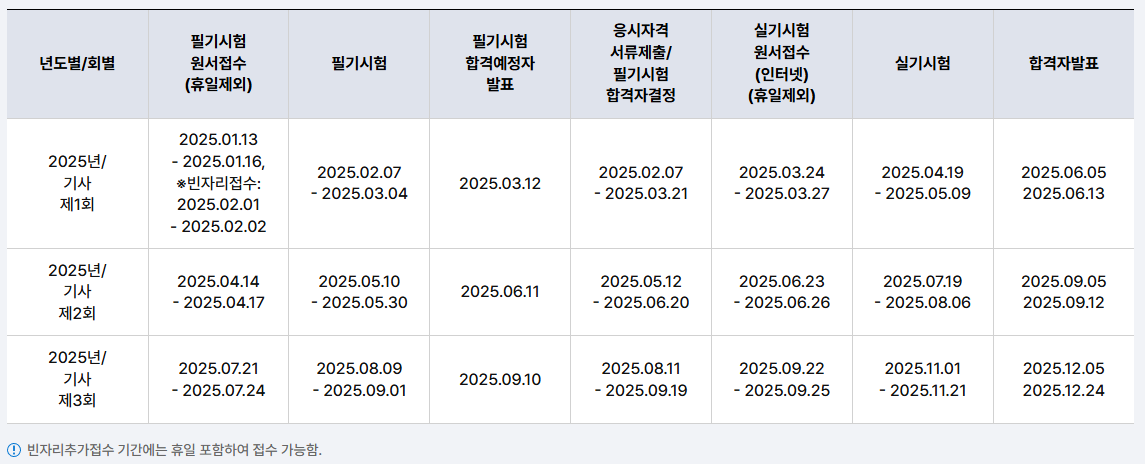 년도별/회별
필기시험
원서접수
(휴일제외)
필기시험
필기시험
합격예정자
발표
응시자격
서류제출/
필기시험
합격자결정
실기시험
원서접수
(인터넷)
(휴일제외)
실기시험
합격자발표
2025년/
기사
제1회
2025.01.13
- 2025.01.16,
※빈자리접수:
2025.02.01
- 2025.02.02
2025.02.07
- 2025.03.04
2025.03.12
2025.02.07
- 2025.03.21
2025.03.24
- 2025.03.27
2025.04.19
- 2025.05.09
2025.06.05
2025.06.13
2025년/
기사
제2회
2025.04.14
- 2025.04.17
2025.05.10
- 2025.05.30
2025.06.11
2025.05.12
- 2025.06.20
2025.06.23
- 2025.06.26
2025.07.19
- 2025.08.06
2025.09.05
2025.09.12
2025년/
기사
제3회
2025.07.21
- 2025.07.24
2025.08.09
- 2025.09.01
2025.09.10
2025.08.11
- 2025.09.19
2025.09.22
- 2025.09.25
2025.11.01
- 2025.11.21
2025.12.05
2025.12.24
빈자리추가접수 기간에는 휴일 포함하여 접수 가능함.